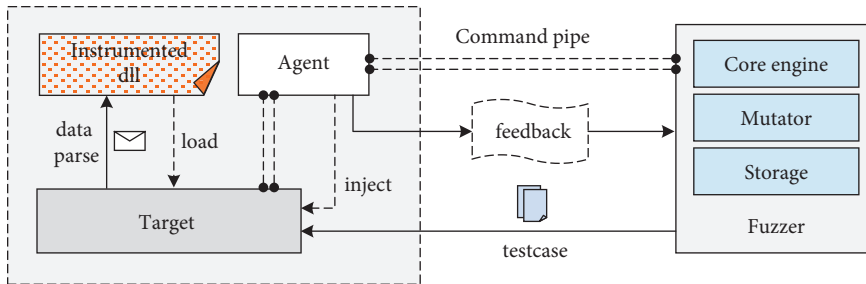 Instrumented
dll
Agent
Command pipe
Core engine
Mutator
Storage
Fuzzer
feedback
data
parse
load
inject
Target
testcase